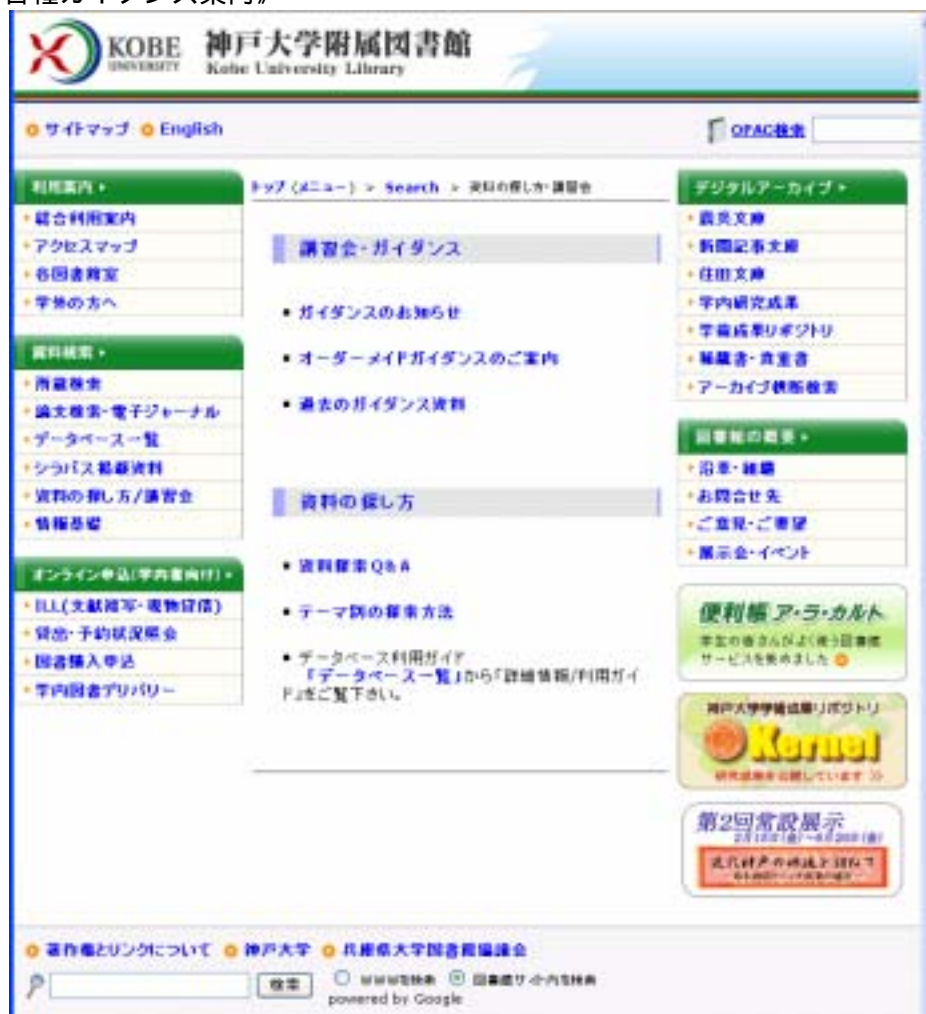 KOBE UNIVERSITY 神戸大学附属図書館
Kobe University Library
サイトマップ English
OPAC検索
利用案内
総合利用案内
アクセスマップ
各図書館室
学外の方へ
資料検索
所蔵検索
論文検索・電子ジャーナル
データベース一覧
シラバス掲載資料
資料の探し方/講習会
情報基礎
オンライン申込(学内者向け)
ILL(文献複写・現物貸借)
貸出・予約状況照会
図書購入申込
学内図書デリバリー
トップ(メニュー) > Search > 資料の探し方・講習会
講習会・ガイダンス
ガイダンスのお知らせ
オーダーメイドガイダンスのご案内
過去のガイダンス資料
資料の探し方
資料探索Q&A
テーマ別の探索方法
データベース利用ガイド
「データベース一覧」から「詳細情報/利用ガイ
ド」をご覧下さい。
デジタルアーカイブ
震災文庫
新聞記事文庫
住田文庫
学内研究成果
学術成果リポジトリ
貴重書
アーカイブ横断検索
図書館の概要
沿革・組織
お問合せ先
ご意見・ご要望
展示会・イベント
便利帳 ア・ラ・カルト
学生の皆さんがよく使う図書館
サービスを集めました
神戸大学学術成果リポジトリ
Kernel
研究成果を公開しています
第2回常設展示
著作権とリンクについて 神戸大学 兵庫県大学図書館協議会
検索 WWWを検索 図書館サイト内を検索
powered by Google